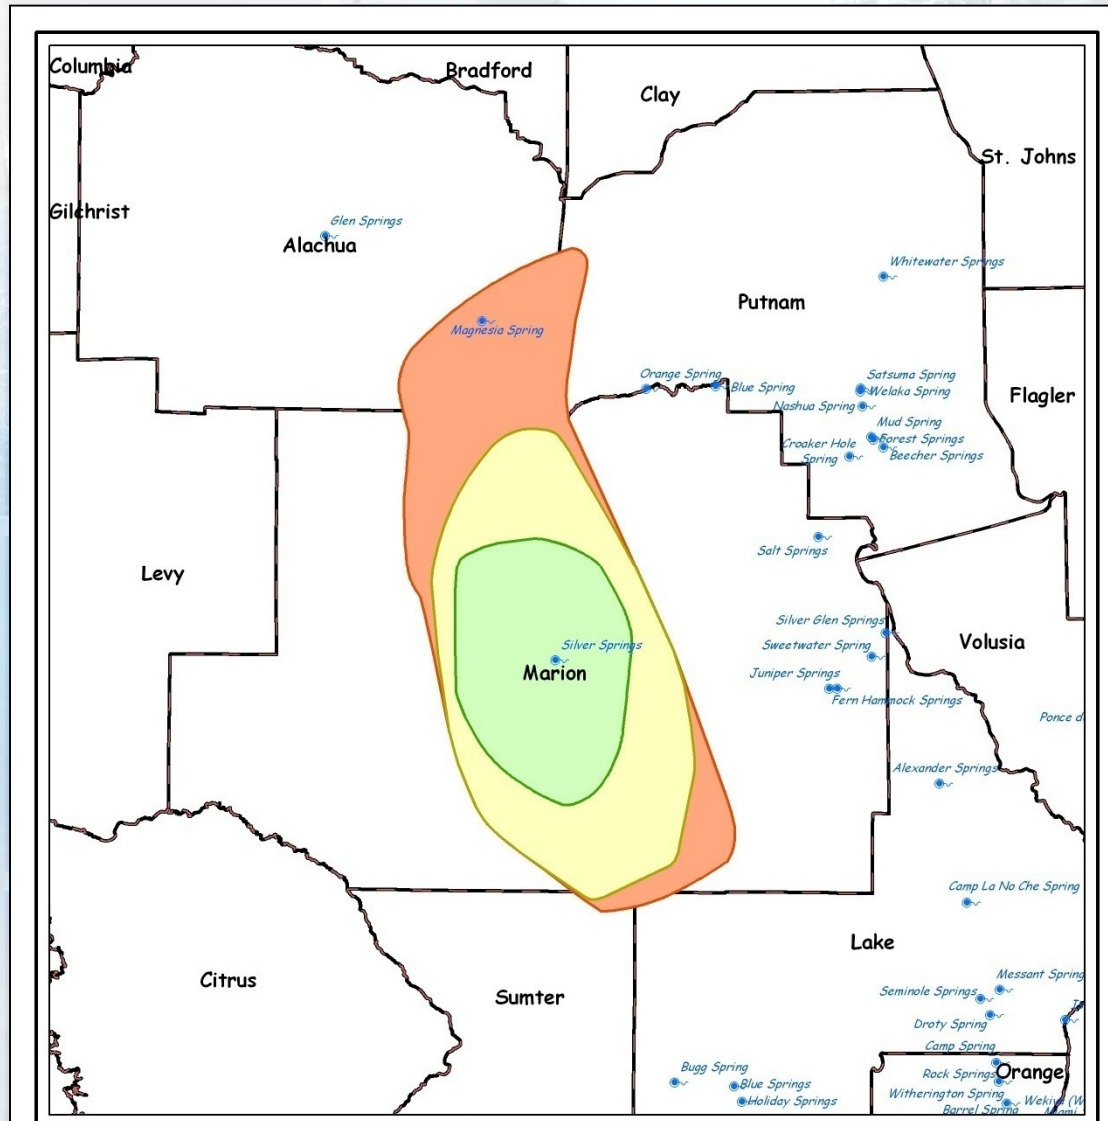 Columbia
Bradford
Clay
St. Johns
Gilchrist
Glen Springs
Alachua
Whitewater Springs
Putnam
Magnesia Spring
Orange Spring
Blue Spring
Satsuma Spring
Welaka Spring
Flagler
Nashua Spring
Mud Spring
Forest Springs
Croaker Hole
Spring
Beecher Springs
Salt Springs
Levy
Silver Glen Springs
Volusia
Silver Springs
Sweetwater Spring
Marion
Juniper Springs
Fern Hammock Springs
Ponce d
Alexander Springs
Camp La No Che Spring
Lake
Citrus
Sumter
Messant Spring
Seminole Springs
Droty Spring
Camp Spring
Bugg Spring
Rock Springs
Orange
Blue Springs
Witherington Spring
Holiday Springs
Wekiva (W
Barrel Spring
Miami